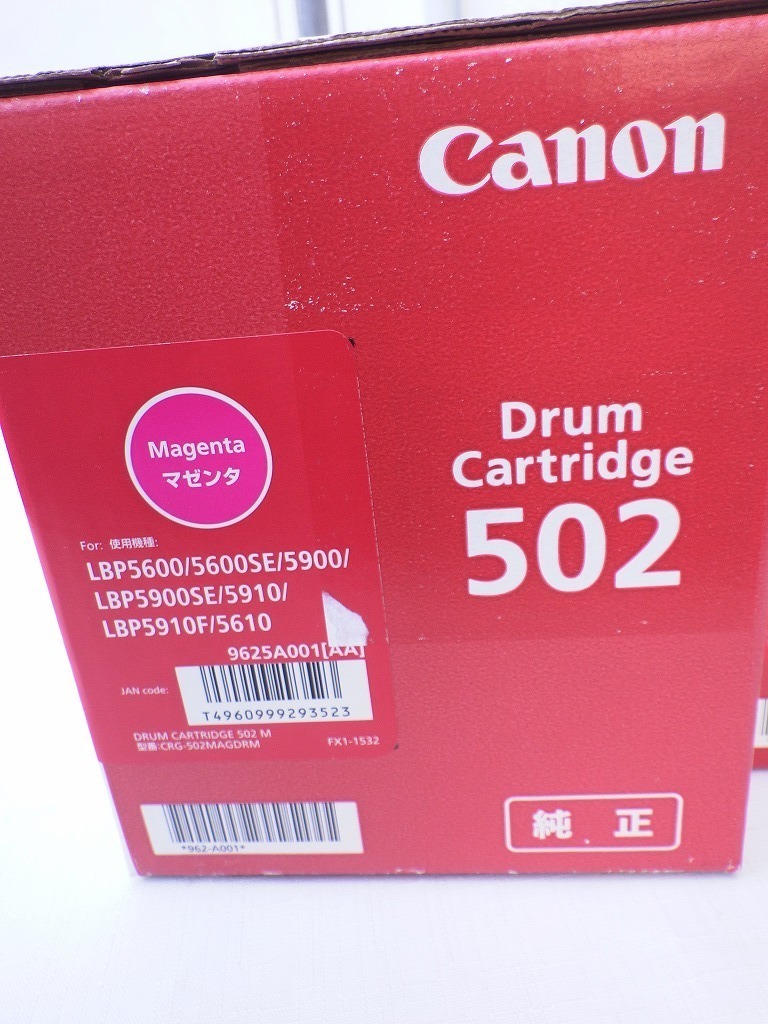 Canon
Drum
Cartridge
502
Magenta
マゼンタ
For: 使用機種:
LBP5600/5600SE/5900/
LBP5900SE/5910/
LBP5910F/5610
9625A001[AA]
JAN code:
T4960999293523
DRUM CARTRIDGE 502 M
型番:CRG-502MAGDRM
FX1-1532
*962-A001*
純 正